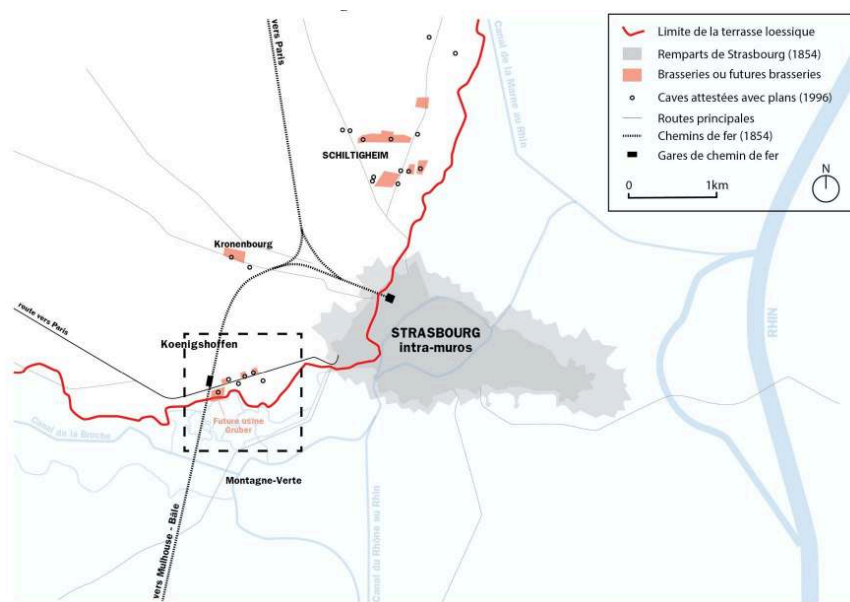 Limite de la terrasse loessique
Remparts de Strasbourg (1854)
Brasseries ou futures brasseries
Caves attestées avec plans (1996)
Routes principales
Chemins de fer (1854)
Gares de chemin de fer
N
0
1km
vers Paris
Canal de la Marne au Rhin
SCHILTIGHEIM
Kronenbourg
RHIN
route vers Paris
STRASBOURG
intra-muros
Koenigshoffen
Future usine
Gruber
Canal de la Bruche
Montagne-Verte
vers Mulhouse - Bâle
Canal du Rhône au Rhin